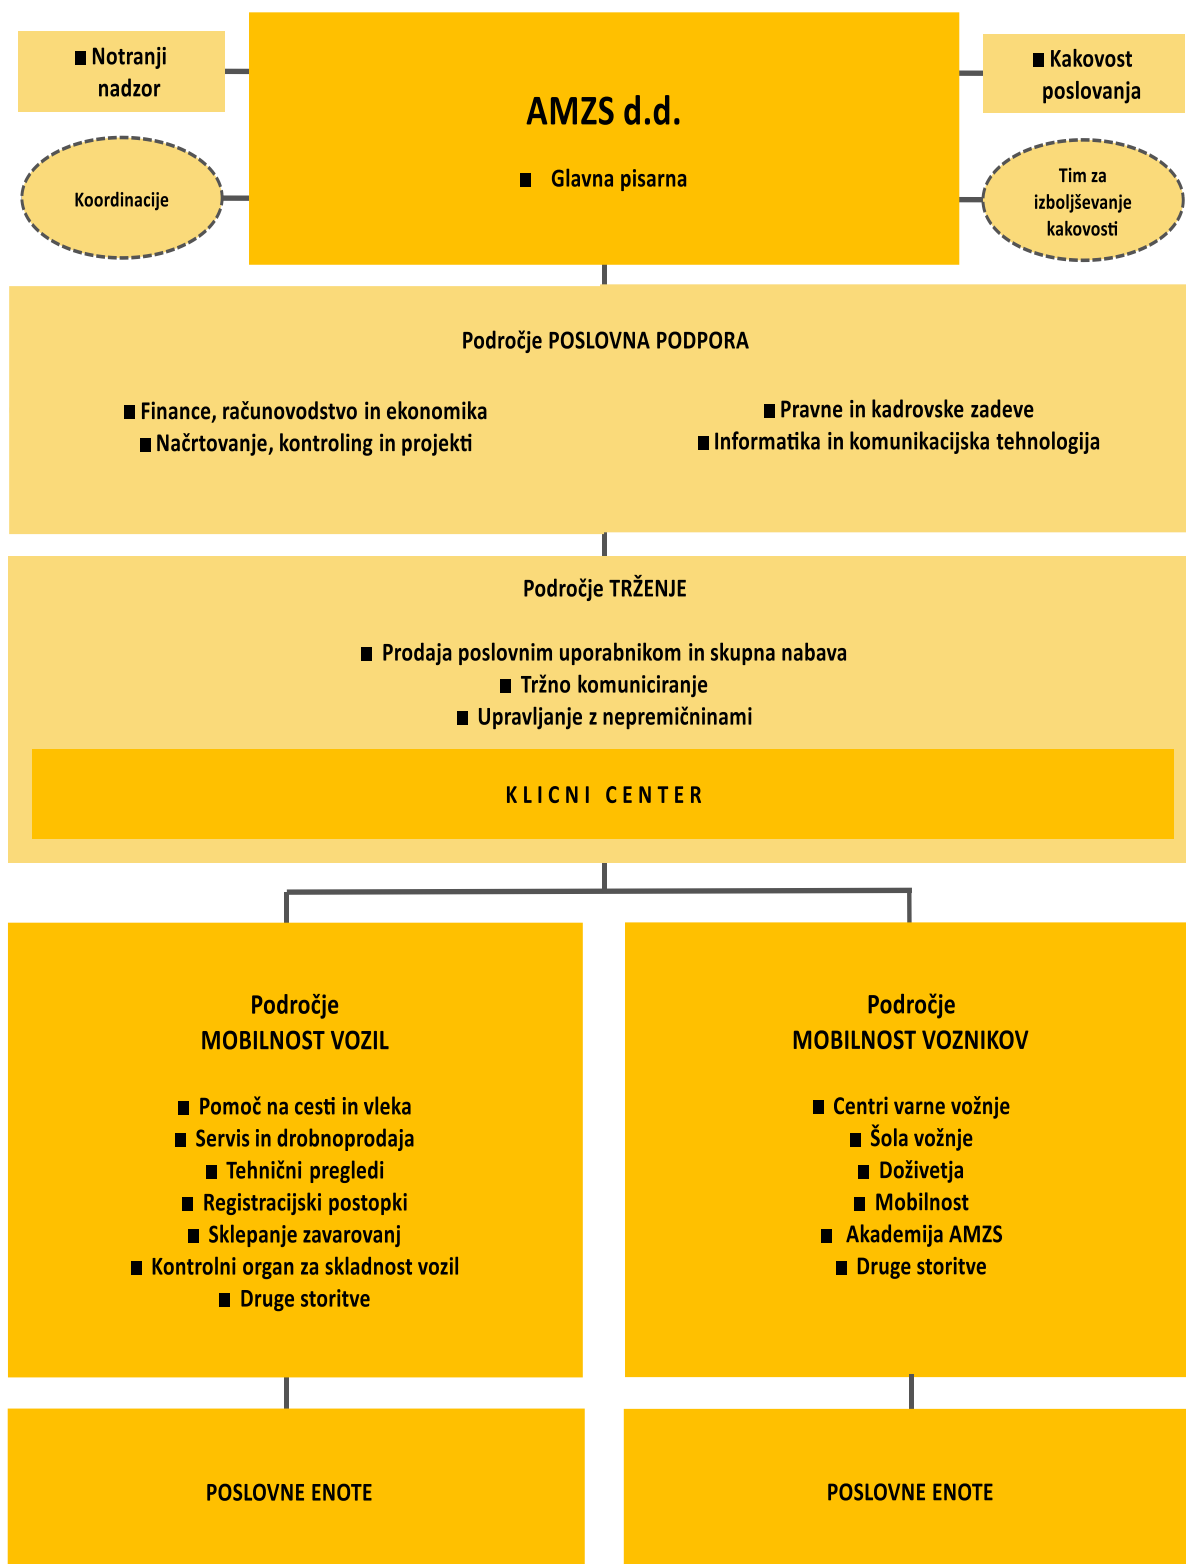 ■ Notranji
nadzor
Koordinacije
AMZS d.d.
■ Glavna pisarna
■ Kakovost
poslovanja
Tim za
izboljševanje
kakovosti
Področje POSLOVNA PODPORA
■ Finance, računovodstvo in ekonomika
■ Načrtovanje, kontroling in projekti
■ Pravne in kadrovske zadeve
■ Informatika in komunikacijska tehnologija
Področje TRŽENJE
■ Prodaja poslovnim uporabnikom in skupna nabava
■ Tržno komuniciranje
■ Upravljanje z nepremičninami
KLICNI CENTER
Področje
MOBILNOST VOZIL
■ Pomoč na cesti in vleka
■ Servis in drobnoprodaja
■ Tehnični pregledi
■ Registracijski postopki
■ Sklepanje zavarovanj
■ Kontrolni organ za skladnost vozil
■ Druge storitve
Področje
MOBILNOST VOZNIKOV
■ Centri varne vožnje
■ Šola vožnje
■ Doživetja
■ Mobilnost
■ Akademija AMZS
■ Druge storitve
POSLOVNE ENOTE
POSLOVNE ENOTE